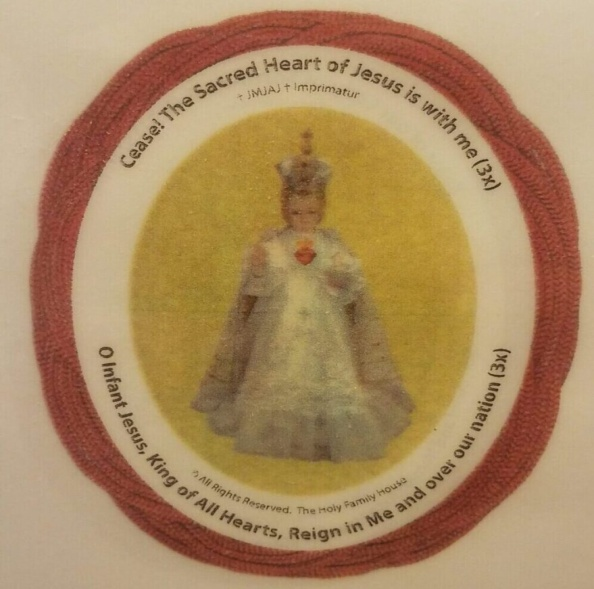 Cease! The Sacred Heart of Jesus is with me (3x)
† JMJAJ † Imprimatur
© All Rights Reserved. The Holy Family House
O Infant Jesus, King of All Hearts, Reign in Me and over our nation (3x)